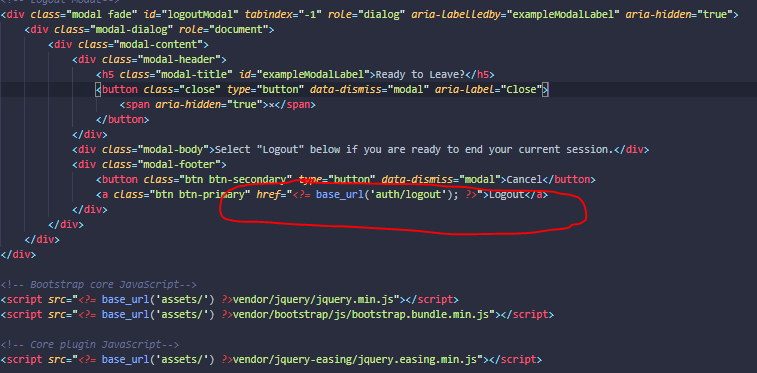 <!-- Logout Modal-->
<div class="modal fade" id="logoutModal" tabindex="-1" role="dialog" aria-labelledby="exampleModalLabel" aria-hidden="true">
<div class="modal-dialog" role="document">
<div class="modal-content">
<div class="modal-header">
<h5 class="modal-title" id="exampleModalLabel">Ready to Leave?</h5>
<button class="close" type="button" data-dismiss="modal" aria-label="Close">
<span aria-hidden="true">×</span>
</button>
</div>
<div class="modal-body">Select "Logout" below if you are ready to end your current session.</div>
<div class="modal-footer">
<button class="btn btn-secondary" type="button" data-dismiss="modal">Cancel</button>
<a class="btn btn-primary" href="<?= base_url('auth/logout'); ?>">Logout</a>
</div>
</div>
</div>
</div>
<!-- Bootstrap core JavaScript-->
<script src="<?= base_url('assets/') ?>vendor/jquery/jquery.min.js"></script>
<script src="<?= base_url('assets/') ?>vendor/bootstrap/js/bootstrap.bundle.min.js"></script>
<!-- Core plugin JavaScript-->
<script src="<?= base_url('assets/') ?>vendor/jquery-easing/jquery.easing.min.js"></script>